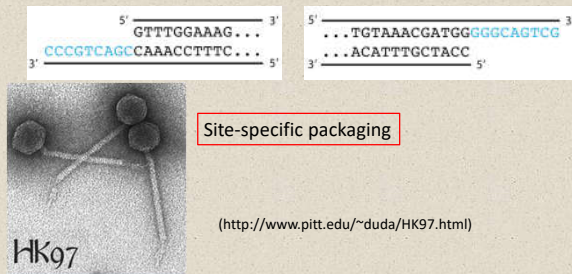 5' 3'
GTTTGGAAAG...
CCCGTCAGCCAAACCTTTC...
3' 5'
5' 3'
...TGTAAACGATGGGGGCAGTCG
...ACATTTGCTACC
3' 5'
Site-specific packaging
(http://www.pitt.edu/~duda/HK97.html)
HK97